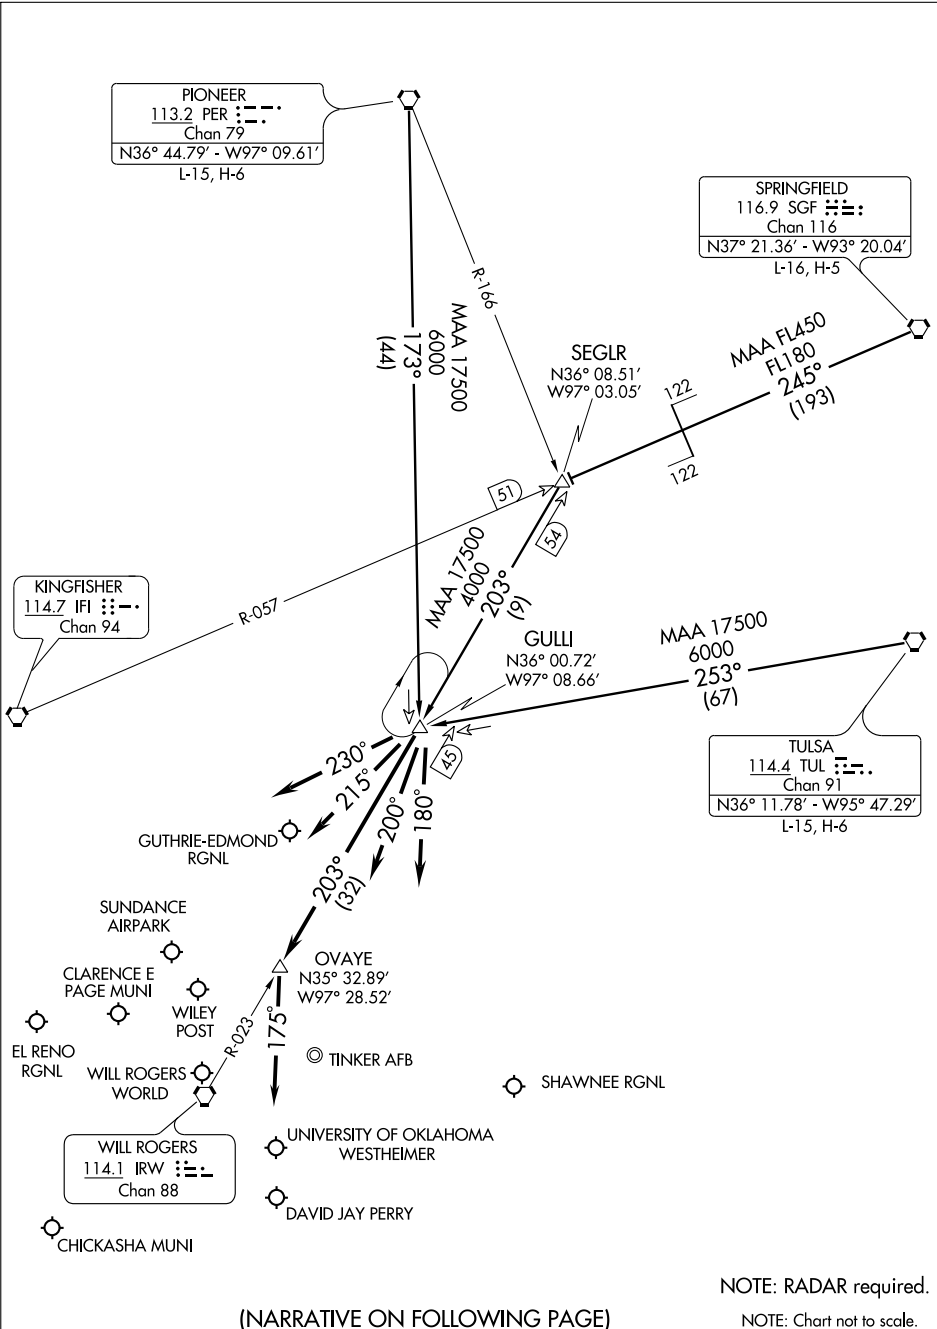 PIONEER
113.2 PER
Chan 79
N36° 44.79' - W97° 09.61'
L-15, H-6
SPRINGFIELD
116.9 SGF
Chan 116
N37° 21.36' - W93° 20.04'
L-16, H-5
R-166
MAA 17500
6000
173°
(44)
MAA FL450
FL180
245°
(193)
122
122
SEGLR
N36° 08.51'
W97° 03.05'
51
54
MAA 17500
4000
203°
(9)
KINGFISHER
114.7 IFI
Chan 94
R-057
GULLI
N36° 00.72'
W97° 08.66'
MAA 17500
6000
253°
(67)
45
TULSA
114.4 TUL
Chan 91
N36° 11.78' - W95° 47.29'
L-15, H-6
230°
215°
200°
180°
203°
(32)
GUTHRIE-EDMOND
RGNL
SUNDANCE
AIRPARK
CLARENCE E
PAGE MUNI
WILEY
POST
EL RENO
RGNL
WILL ROGERS
WORLD
R-023
OVAYE
N35° 32.89'
W97° 28.52'
175°
TINKER AFB
SHAWNEE RGNL
WILL ROGERS
114.1 IRW
Chan 88
UNIVERSITY OF OKLAHOMA
WESTHEIMER
DAVID JAY PERRY
CHICKASHA MUNI
NOTE: RADAR required.
(NARRATIVE ON FOLLOWING PAGE)
NOTE: Chart not to scale.